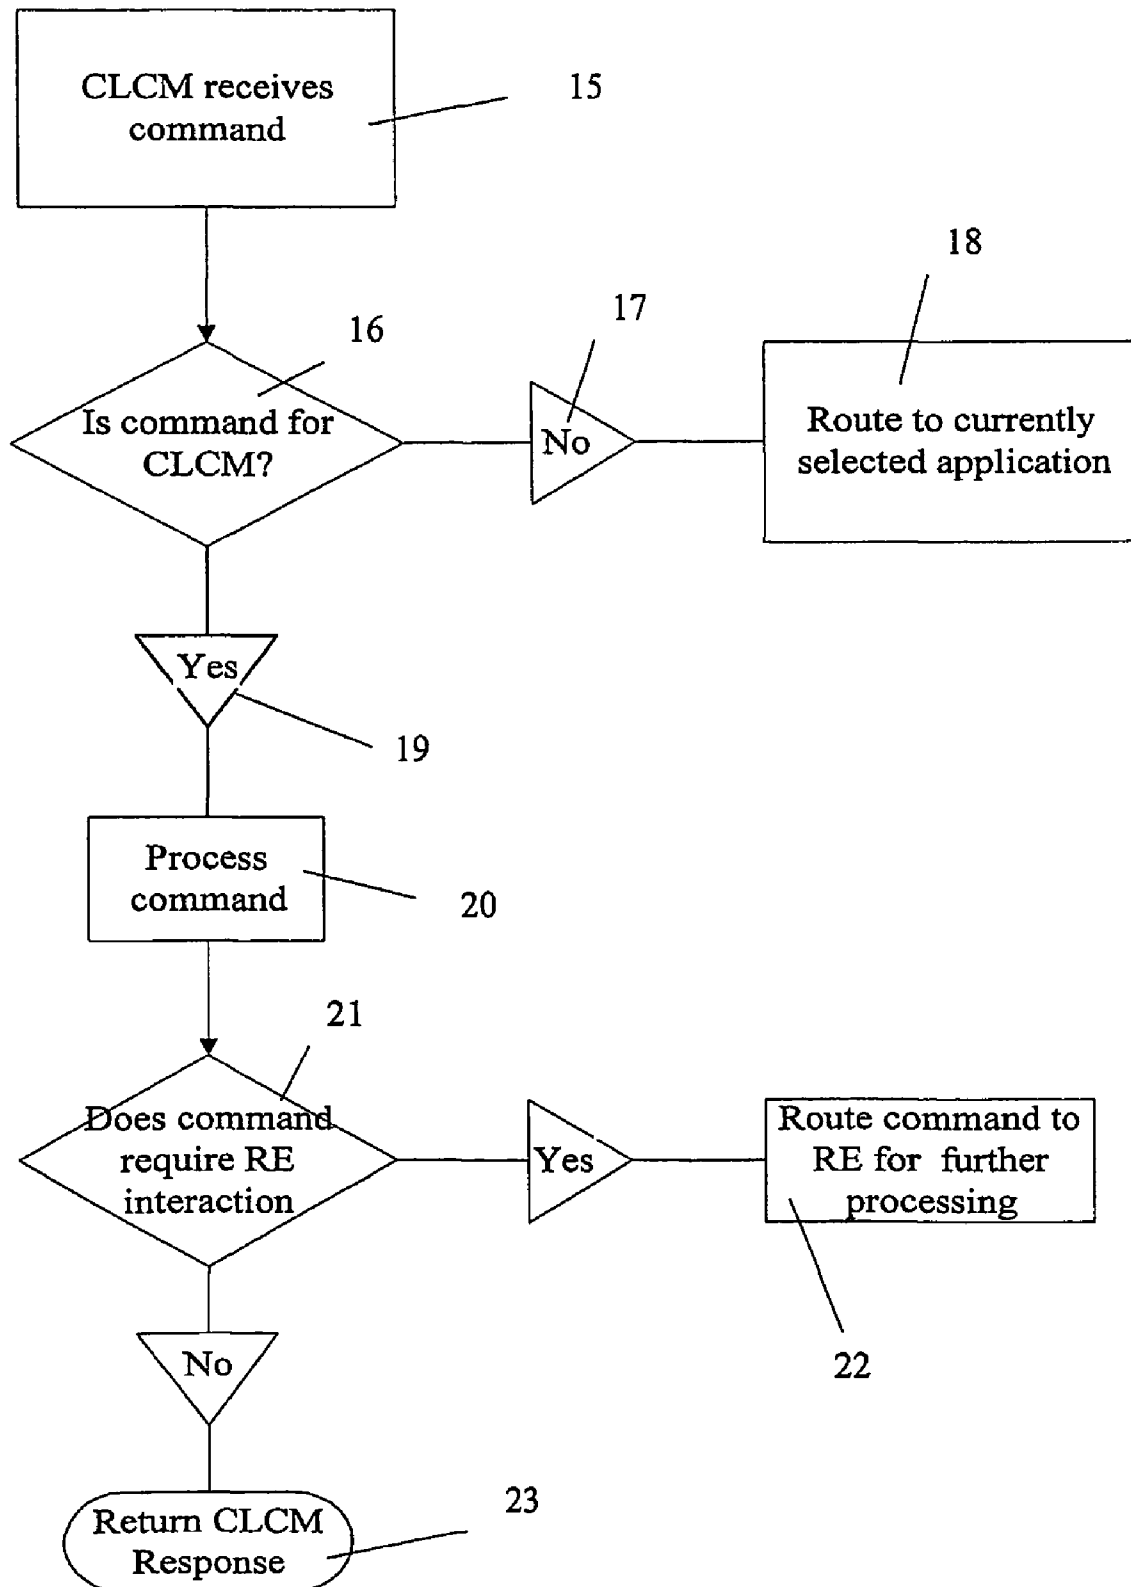 CLCM receives
command
15
16
Is command for
CLCM?
17
No
18
Route to currently
selected application
Yes
19
Process
command
20
21
Does command
require RE
interaction
Yes
Route command to
RE for further
processing
22
No
Return CLCM
Response
23